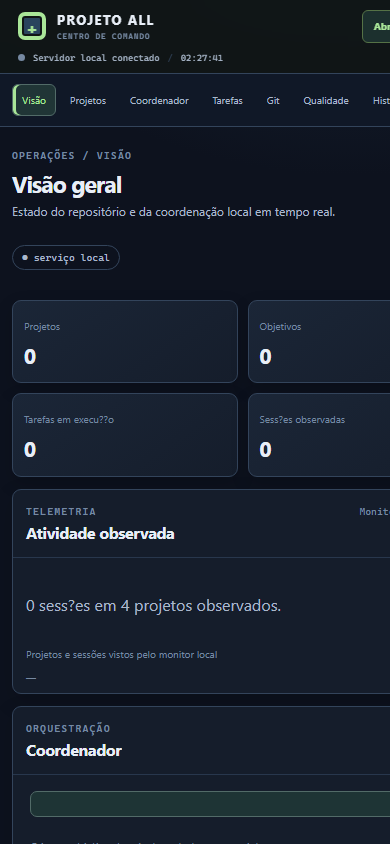 PROJETO ALL
CENTRO DE COMANDO
Servidor local conectado / 02:27:41
Visão Projetos Coordenador Tarefas Git Qualidade
OPERAÇÕES / VISÃO
Visão geral
Estado do repositório e da coordenação local em tempo real.
serviço local
Projetos
0
Objetivos
0
Tarefas em execu??o
0
Sess?es observadas
0
TELEMETRIA
Atividade observada
0 sess?es em 4 projetos observados.
Projetos e sessões vistos pelo monitor local
—
ORQUESTRAÇÃO
Coordenador